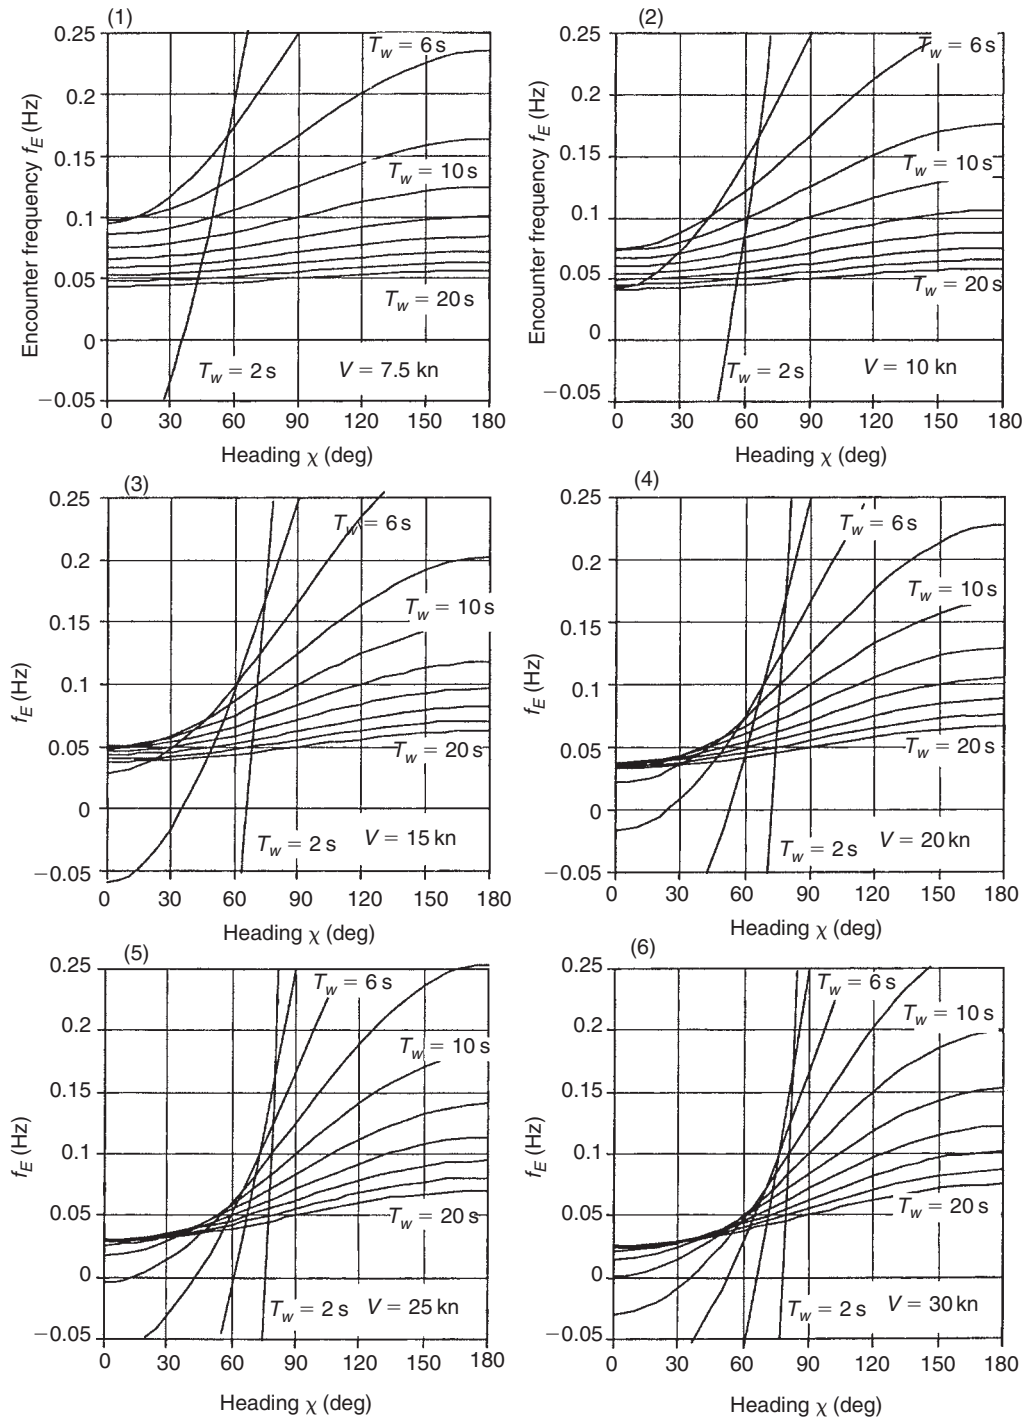 (1)
Encounter frequency f_E (Hz)
0.25
0.2
0.15
0.1
0.05
0
−0.05
T_w = 6 s
T_w = 10 s
T_w = 20 s
T_w = 2 s
V = 7.5 kn
0 30 60 90 120 150 180
Heading χ (deg)
(2)
Encounter frequency f_E (Hz)
0.25
0.2
0.15
0.1
0.05
0
−0.05
T_w = 6 s
T_w = 10 s
T_w = 20 s
T_w = 2 s
V = 10 kn
0 30 60 90 120 150 180
Heading χ (deg)
(3)
f_E (Hz)
0.25
0.2
0.15
0.1
0.05
0
−0.05
T_w = 6 s
T_w = 10 s
T_w = 20 s
T_w = 2 s
V = 15 kn
0 30 60 90 120 150 180
Heading χ (deg)
(4)
f_E (Hz)
0.25
0.2
0.15
0.1
0.05
0
−0.05
T_w = 6 s
T_w = 10 s
T_w = 20 s
T_w = 2 s
V = 20 kn
0 30 60 90 120 150 180
Heading χ (deg)
(5)
f_E (Hz)
0.25
0.2
0.15
0.1
0.05
0
−0.05
T_w = 6 s
T_w = 10 s
T_w = 20 s
T_w = 2 s
V = 25 kn
0 30 60 90 120 150 180
Heading χ (deg)
(6)
f_E (Hz)
0.25
0.2
0.15
0.1
0.05
0
−0.05
T_w = 6 s
T_w = 10 s
T_w = 20 s
T_w = 2 s
V = 30 kn
0 30 60 90 120 150 180
Heading χ (deg)